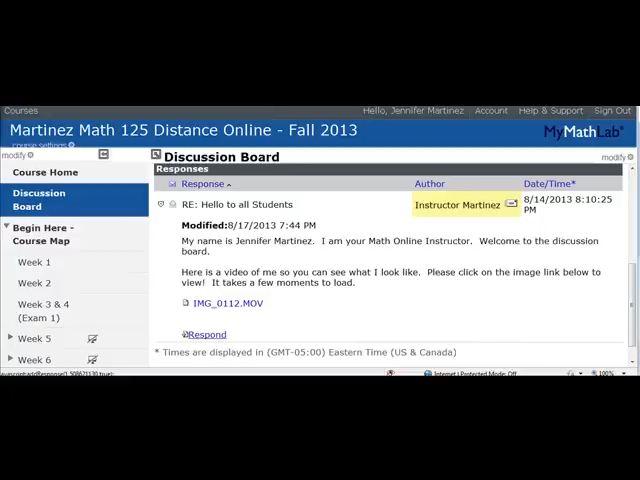 Courses Hello, Jennifer Martinez Account Help & Support Sign Out
Martinez Math 125 Distance Online - Fall 2013 MyMathLab®
course settings
modify Discussion Board modify
Course Home
Discussion
Board
Begin Here -
Course Map
Week 1
Week 2
Week 3 & 4
(Exam 1)
Week 5
Week 6
Responses
Response Author Date/Time*
RE: Hello to all Students Instructor Martinez 8/14/2013 8:10:25
PM
Modified:8/17/2013 7:44 PM
My name is Jennifer Martinez. I am your Math Online Instructor. Welcome to the discussion
board.
Here is a video of me so you can see what I look like. Please click on the image link below to
view! It takes a few moments to load.
IMG_0112.MOV
Respond
* Times are displayed in (GMT-05:00) Eastern Time (US & Canada)
Internet | Protected Mode: Off 100%